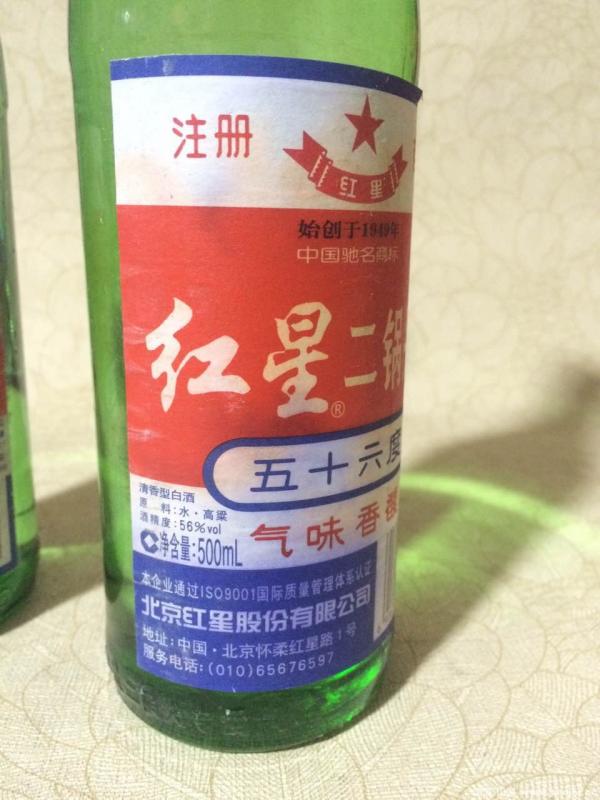 注册
红星
始创于1949年
中国驰名商标
红星二锅
®
五十六度
清香型白酒
原 料:水·高粱
酒精度:56%vol
净含量:500mL
气味香
本企业通过ISO9001国际质量管理体系认证
北京红星股份有限公司
地址:中国·北京怀柔红星路1号
服务电话:(010)65676597